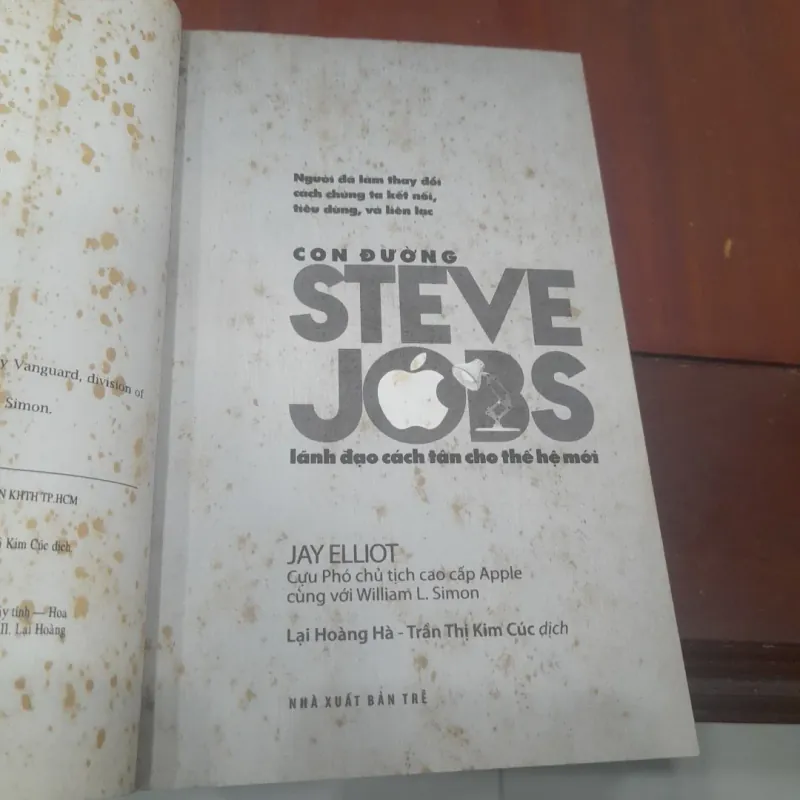 y Vanguard, division of
Simon.
N KHTH TP.HCM
Kim Cúc dịch.
y tính — Hoa
II. Lại Hoàng
Người đã làm thay đổi
cách chúng ta kết nối,
tiêu dùng, và liên lạc
CON ĐƯỜNG
STEVE
JOBS
lãnh đạo cách tân cho thế hệ mới
JAY ELLIOT
Cựu Phó chủ tịch cao cấp Apple
cùng với William L. Simon
Lại Hoàng Hà - Trần Thị Kim Cúc dịch
NHÀ XUẤT BẢN TRẺ